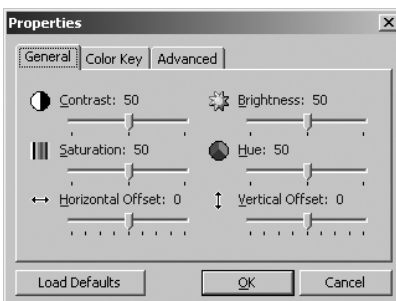 Properties
General Color Key Advanced
Contrast: 50 Brightness: 50
Saturation: 50 Hue: 50
Horizontal Offset: 0 Vertical Offset: 0
Load Defaults OK Cancel